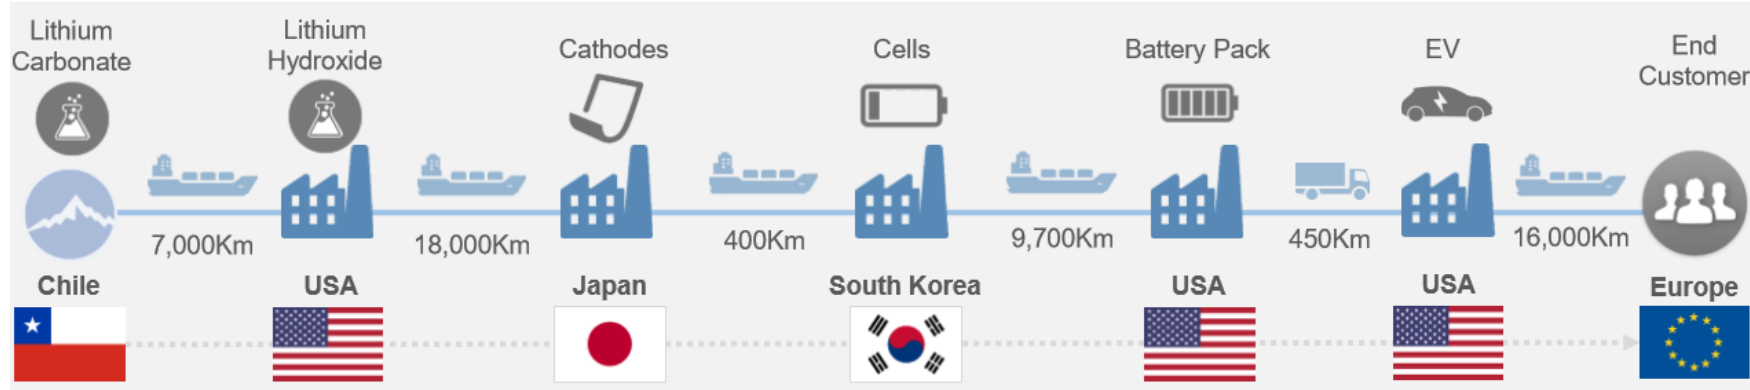 Lithium
Carbonate
Lithium
Hydroxide
Cathodes
Cells
Battery Pack
EV
End
Customer
7,000Km
18,000Km
400Km
9,700Km
450Km
16,000Km
Chile
USA
Japan
South Korea
USA
USA
Europe